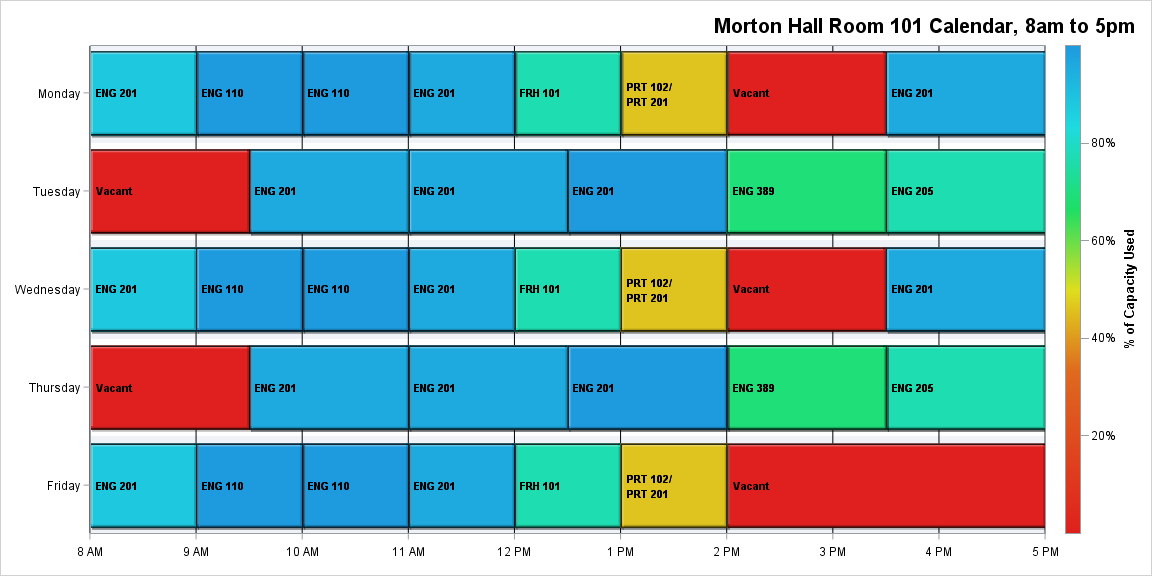 Morton Hall Room 101 Calendar, 8am to 5pm
Monday
ENG 201
ENG 110
ENG 110
ENG 201
FRH 101
PRT 102/
PRT 201
Vacant
ENG 201
Tuesday
Vacant
ENG 201
ENG 201
ENG 201
ENG 389
ENG 205
Wednesday
ENG 201
ENG 110
ENG 110
ENG 201
FRH 101
PRT 102/
PRT 201
Vacant
ENG 201
Thursday
Vacant
ENG 201
ENG 201
ENG 201
ENG 389
ENG 205
Friday
ENG 201
ENG 110
ENG 110
ENG 201
FRH 101
PRT 102/
PRT 201
Vacant
8 AM
9 AM
10 AM
11 AM
12 PM
1 PM
2 PM
3 PM
4 PM
5 PM
80%
60%
40%
20%
% of Capacity Used